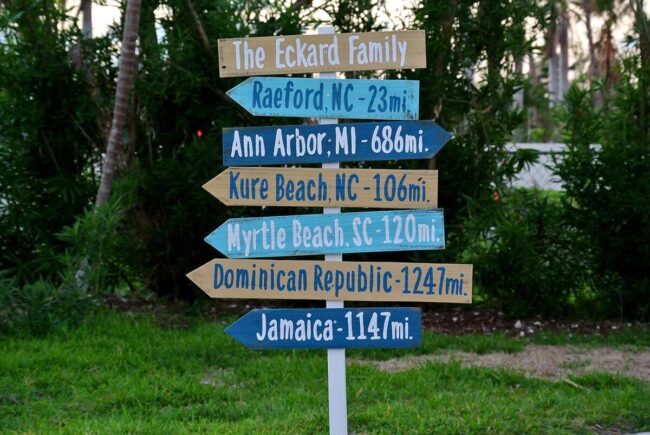 The Eckard Family
Raeford, NC - 23mi.
Ann Arbor, MI - 686mi.
Kure Beach, NC - 106mi.
Myrtle Beach, SC - 120mi.
Dominican Republic - 1247mi.
Jamaica - 1147mi.